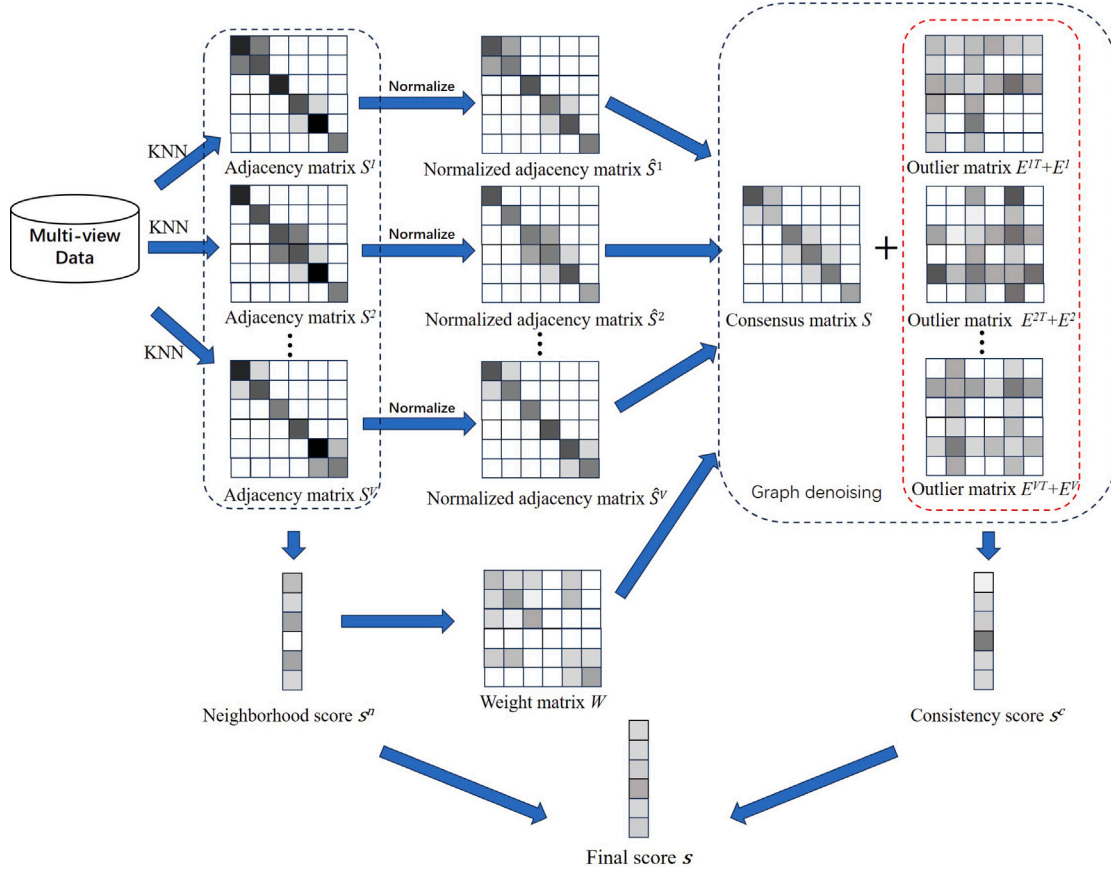 KNN
Normalize
Adjacency matrix S¹
Normalized adjacency matrix Ŝ¹
Outlier matrix E¹ᵀ+E¹
Multi-view
Data
KNN
Normalize
+
Adjacency matrix S²
Normalized adjacency matrix Ŝ²
Consensus matrix S
Outlier matrix E²ᵀ+E²
KNN
Normalize
Adjacency matrix Sⱽ
Normalized adjacency matrix Ŝⱽ
Graph denoising
Outlier matrix Eⱽᵀ+Eⱽ
Neighborhood score sⁿ
Weight matrix W
Consistency score sᶜ
Final score s